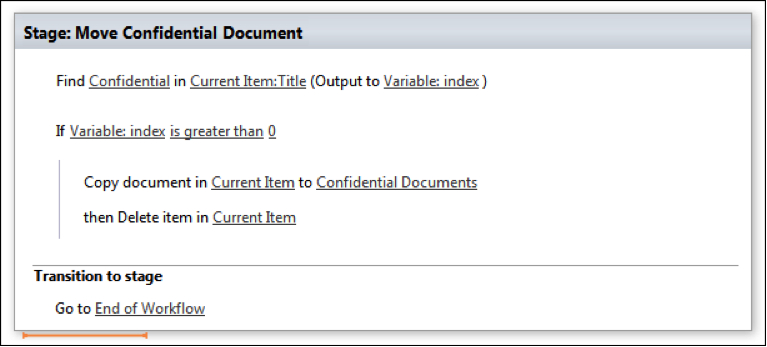 Stage: Move Confidential Document
Find Confidential in Current Item:Title (Output to Variable: index )
If Variable: index is greater than 0
Copy document in Current Item to Confidential Documents
then Delete item in Current Item
Transition to stage
Go to End of Workflow